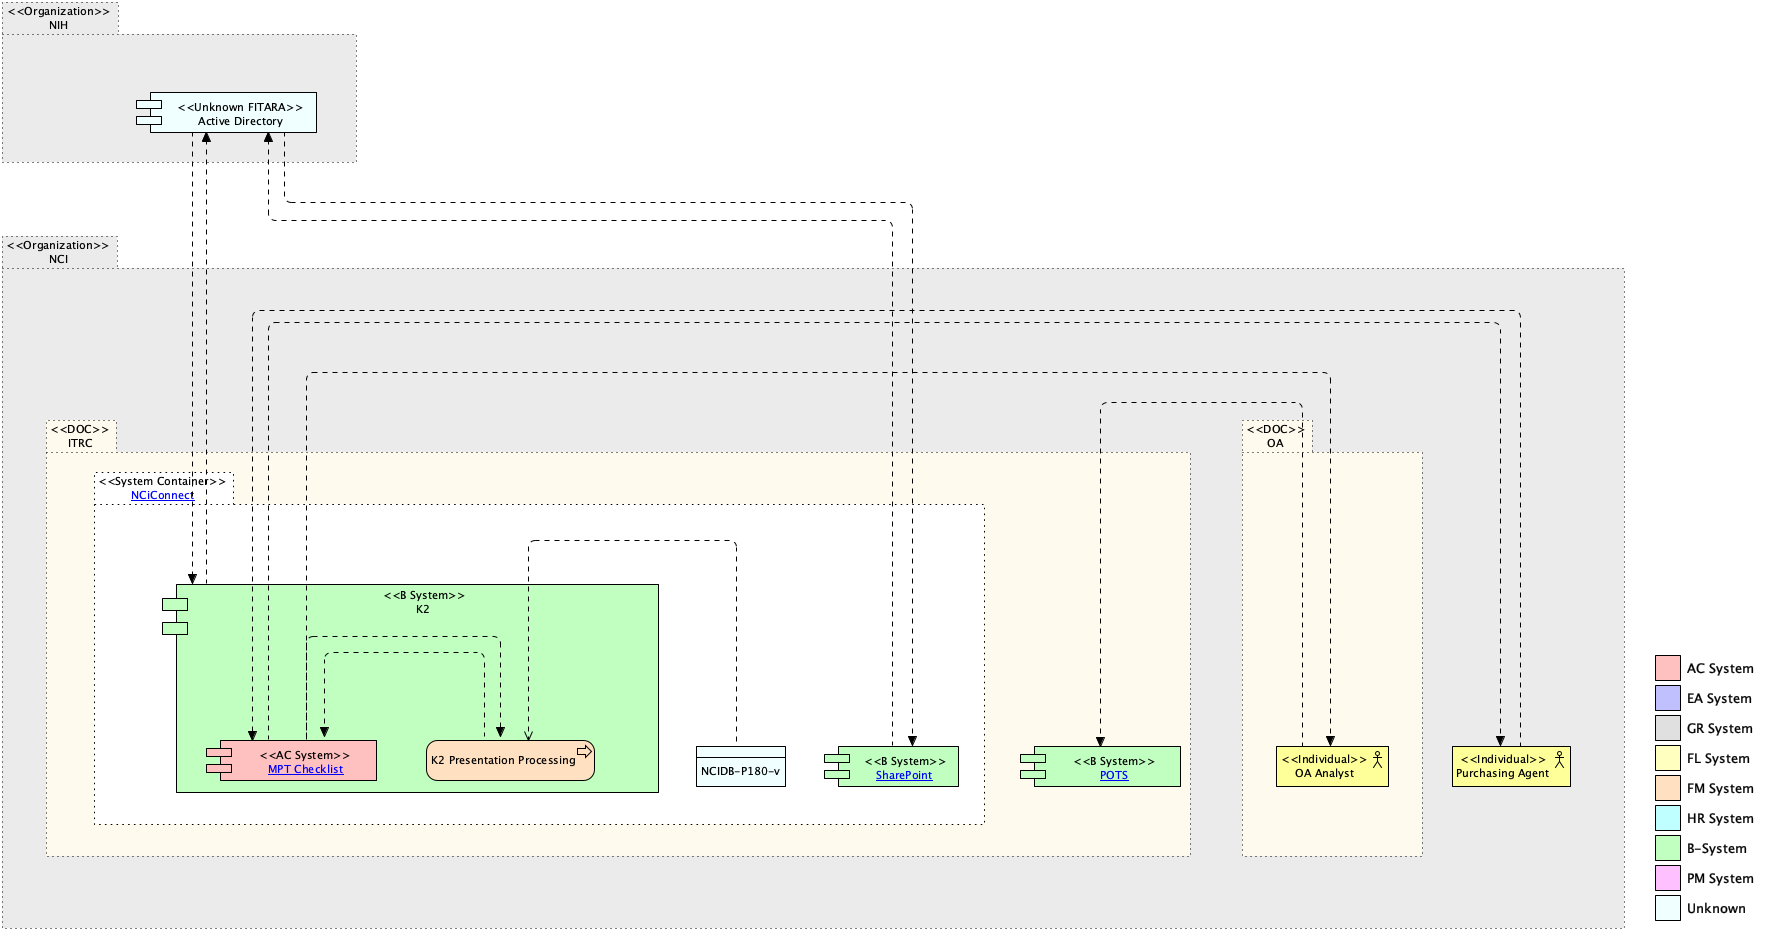 <<Organization>>
NIH
<<Unknown FITARA>>
Active Directory
<<Organization>>
NCI
<<DOC>>
ITRC
<<DOC>>
OA
<<System Container>>
NCiConnect
<<B System>>
K2
<<AC System>>
MPT Checklist
K2 Presentation Processing
NCIDB-P180-v
<<B System>>
SharePoint
<<B System>>
POTS
<<Individual>>
OA Analyst
<<Individual>>
Purchasing Agent
AC System
EA System
GR System
FL System
FM System
HR System
B-System
PM System
Unknown